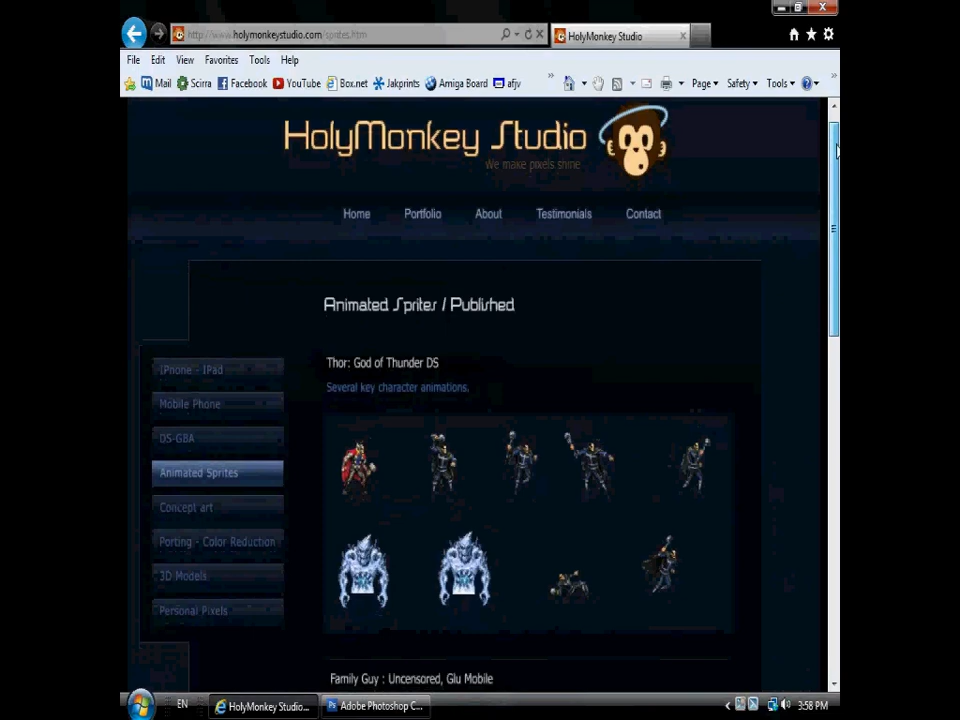 http://www.holymonkeystudio.com/sprites.htm
HolyMonkey Studio
File Edit View Favorites Tools Help
Mail Scirra Facebook YouTube Box.net Jakprints Amiga Board afjv » Page Safety Tools »
HolyMonkey Studio
We make pixels shine
Home Portfolio About Testimonials Contact
Animated Sprites / Published
Thor: God of Thunder DS
Several key character animations.
IPhone - IPad
Mobile Phone
DS-GBA
Animated Sprites
Concept art
Porting - Color Reduction
3D Models
Personal Pixels
Family Guy : Uncensored, Glu Mobile
EN HolyMonkey Studio... Adobe Photoshop C... 3:58 PM